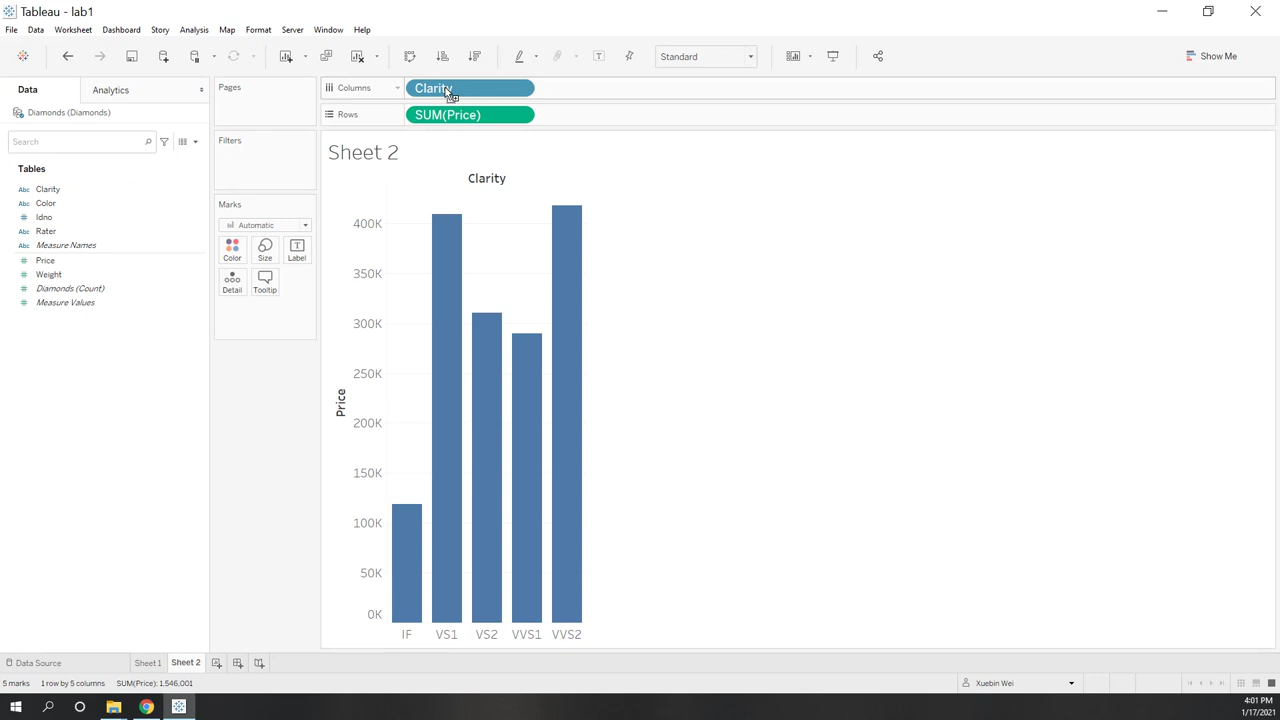 Tableau - lab1
File Data Worksheet Dashboard Story Analysis Map Format Server Window Help
Standard
Show Me
Data
Analytics
Diamonds (Diamonds)
Search
Tables
Abc Clarity
Abc Color
# Idno
Abc Rater
Abc Measure Names
# Price
# Weight
# Diamonds (Count)
# Measure Values
Pages
Filters
Marks
Automatic
Color Size Label
Detail Tooltip
Columns
Clarity
Rows
SUM(Price)
Sheet 2
Clarity
Price
400K
350K
300K
250K
200K
150K
100K
50K
0K
IF VS1 VS2 VVS1 VVS2
Data Source
Sheet 1
Sheet 2
5 marks 1 row by 5 columns SUM(Price): 1,546,001
Xuebin Wei
4:01 PM
1/17/2021